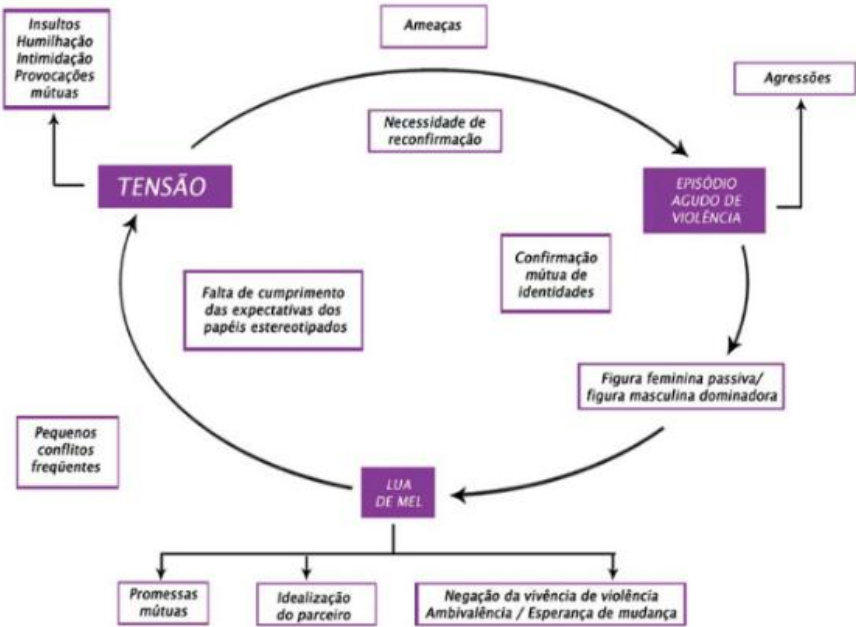 Insultos
Humilhação
Intimidação
Provocações
mútuas
Ameaças
Agressões
Necessidade de
reconfirmação
TENSÃO
EPISÓDIO
AGUDO DE
VIOLÊNCIA
Confirmação
mútua de
identidades
Falta de cumprimento
das expectativas dos
papéis estereotipados
Figura feminina passiva/
figura masculina dominadora
Pequenos
conflitos
freqüentes
LUA
DE MEL
Promessas
mútuas
Idealização
do parceiro
Negação da vivência de violência
Ambivalência / Esperança de mudança